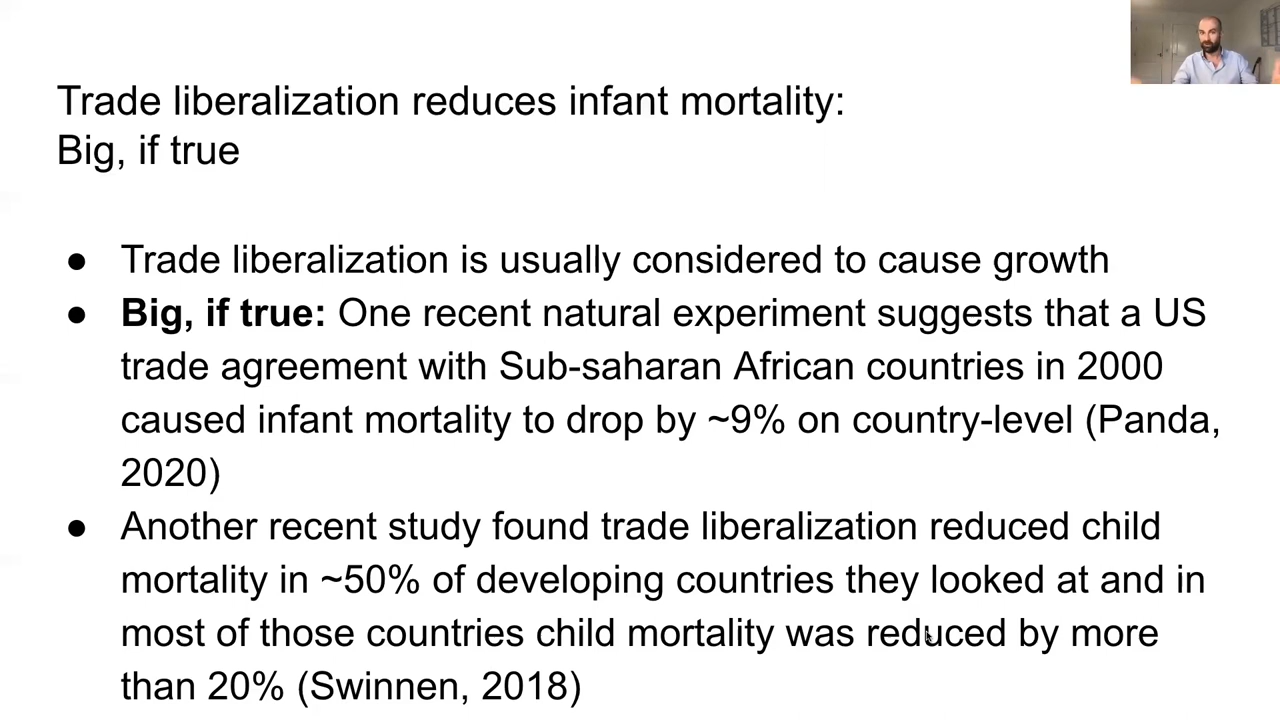 Trade liberalization reduces infant mortality:
Big, if true
● Trade liberalization is usually considered to cause growth
● Big, if true: One recent natural experiment suggests that a US
trade agreement with Sub-saharan African countries in 2000
caused infant mortality to drop by ~9% on country-level (Panda,
2020)
● Another recent study found trade liberalization reduced child
mortality in ~50% of developing countries they looked at and in
most of those countries child mortality was reduced by more
than 20% (Swinnen, 2018)